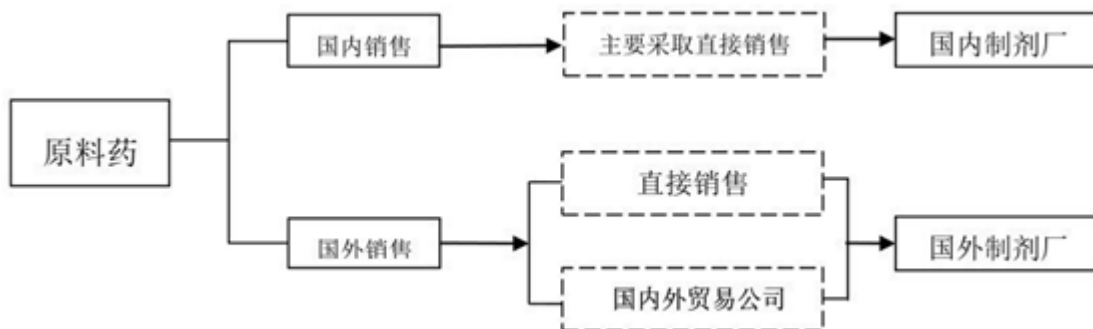 国内销售
主要采取直接销售
国内制剂厂
原料药
直接销售
国外销售
国外制剂厂
国内外贸易公司